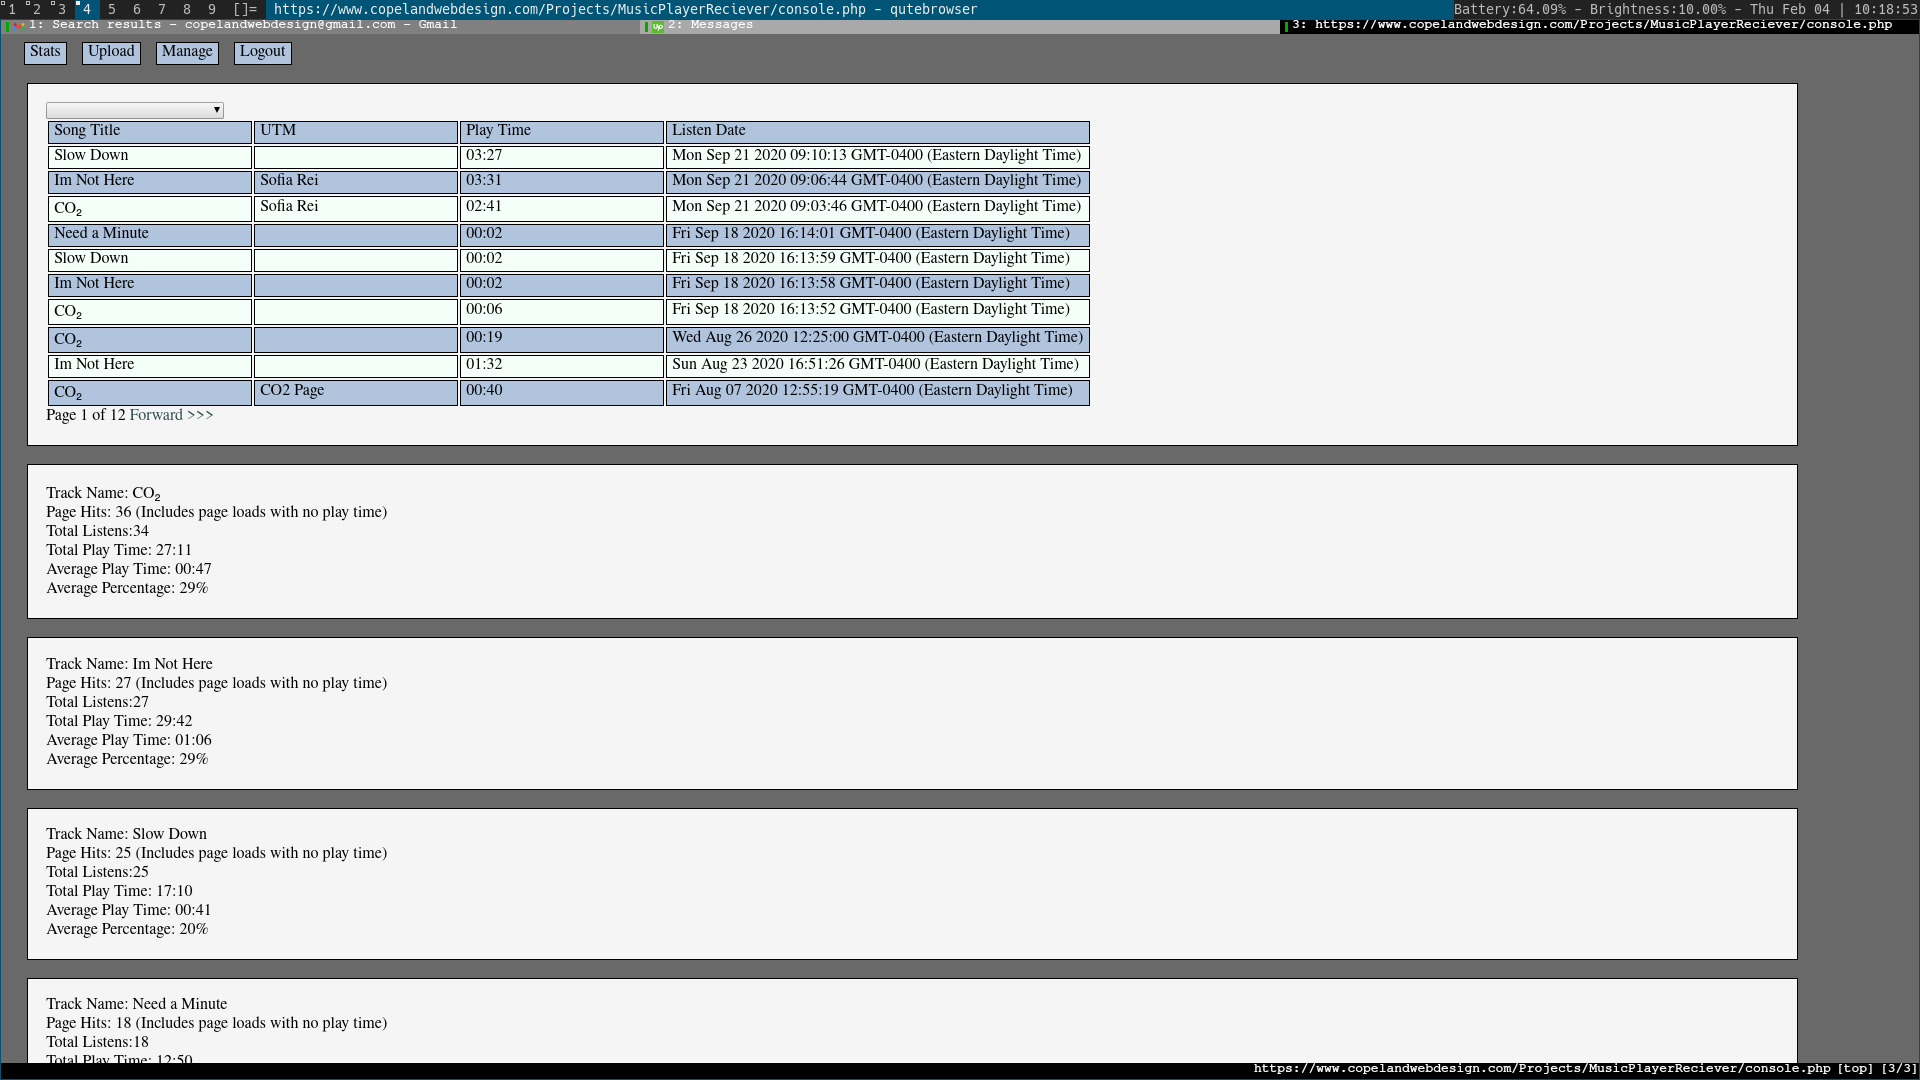 1 2 3 4 5 6 7 8 9 []= https://www.copelandwebdesign.com/Projects/MusicPlayerReciever/console.php - qutebrowser Battery:64.09% - Brightness:10.00% - Thu Feb 04 | 10:18:53
1: Search results - copelandwebdesign@gmail.com - Gmail Up 2: Messages 3: https://www.copelandwebdesign.com/Projects/MusicPlayerReciever/console.php
Stats Upload Manage Logout
Song Title UTM Play Time Listen Date
Slow Down 03:27 Mon Sep 21 2020 09:10:13 GMT-0400 (Eastern Daylight Time)
Im Not Here Sofia Rei 03:31 Mon Sep 21 2020 09:06:44 GMT-0400 (Eastern Daylight Time)
CO₂ Sofia Rei 02:41 Mon Sep 21 2020 09:03:46 GMT-0400 (Eastern Daylight Time)
Need a Minute 00:02 Fri Sep 18 2020 16:14:01 GMT-0400 (Eastern Daylight Time)
Slow Down 00:02 Fri Sep 18 2020 16:13:59 GMT-0400 (Eastern Daylight Time)
Im Not Here 00:02 Fri Sep 18 2020 16:13:58 GMT-0400 (Eastern Daylight Time)
CO₂ 00:06 Fri Sep 18 2020 16:13:52 GMT-0400 (Eastern Daylight Time)
CO₂ 00:19 Wed Aug 26 2020 12:25:00 GMT-0400 (Eastern Daylight Time)
Im Not Here 01:32 Sun Aug 23 2020 16:51:26 GMT-0400 (Eastern Daylight Time)
CO₂ CO2 Page 00:40 Fri Aug 07 2020 12:55:19 GMT-0400 (Eastern Daylight Time)
Page 1 of 12 Forward >>>
Track Name: CO₂
Page Hits: 36 (Includes page loads with no play time)
Total Listens:34
Total Play Time: 27:11
Average Play Time: 00:47
Average Percentage: 29%
Track Name: Im Not Here
Page Hits: 27 (Includes page loads with no play time)
Total Listens:27
Total Play Time: 29:42
Average Play Time: 01:06
Average Percentage: 29%
Track Name: Slow Down
Page Hits: 25 (Includes page loads with no play time)
Total Listens:25
Total Play Time: 17:10
Average Play Time: 00:41
Average Percentage: 20%
Track Name: Need a Minute
Page Hits: 18 (Includes page loads with no play time)
Total Listens:18
Total Play Time: 12:50
https://www.copelandwebdesign.com/Projects/MusicPlayerReciever/console.php [top] [3/3]